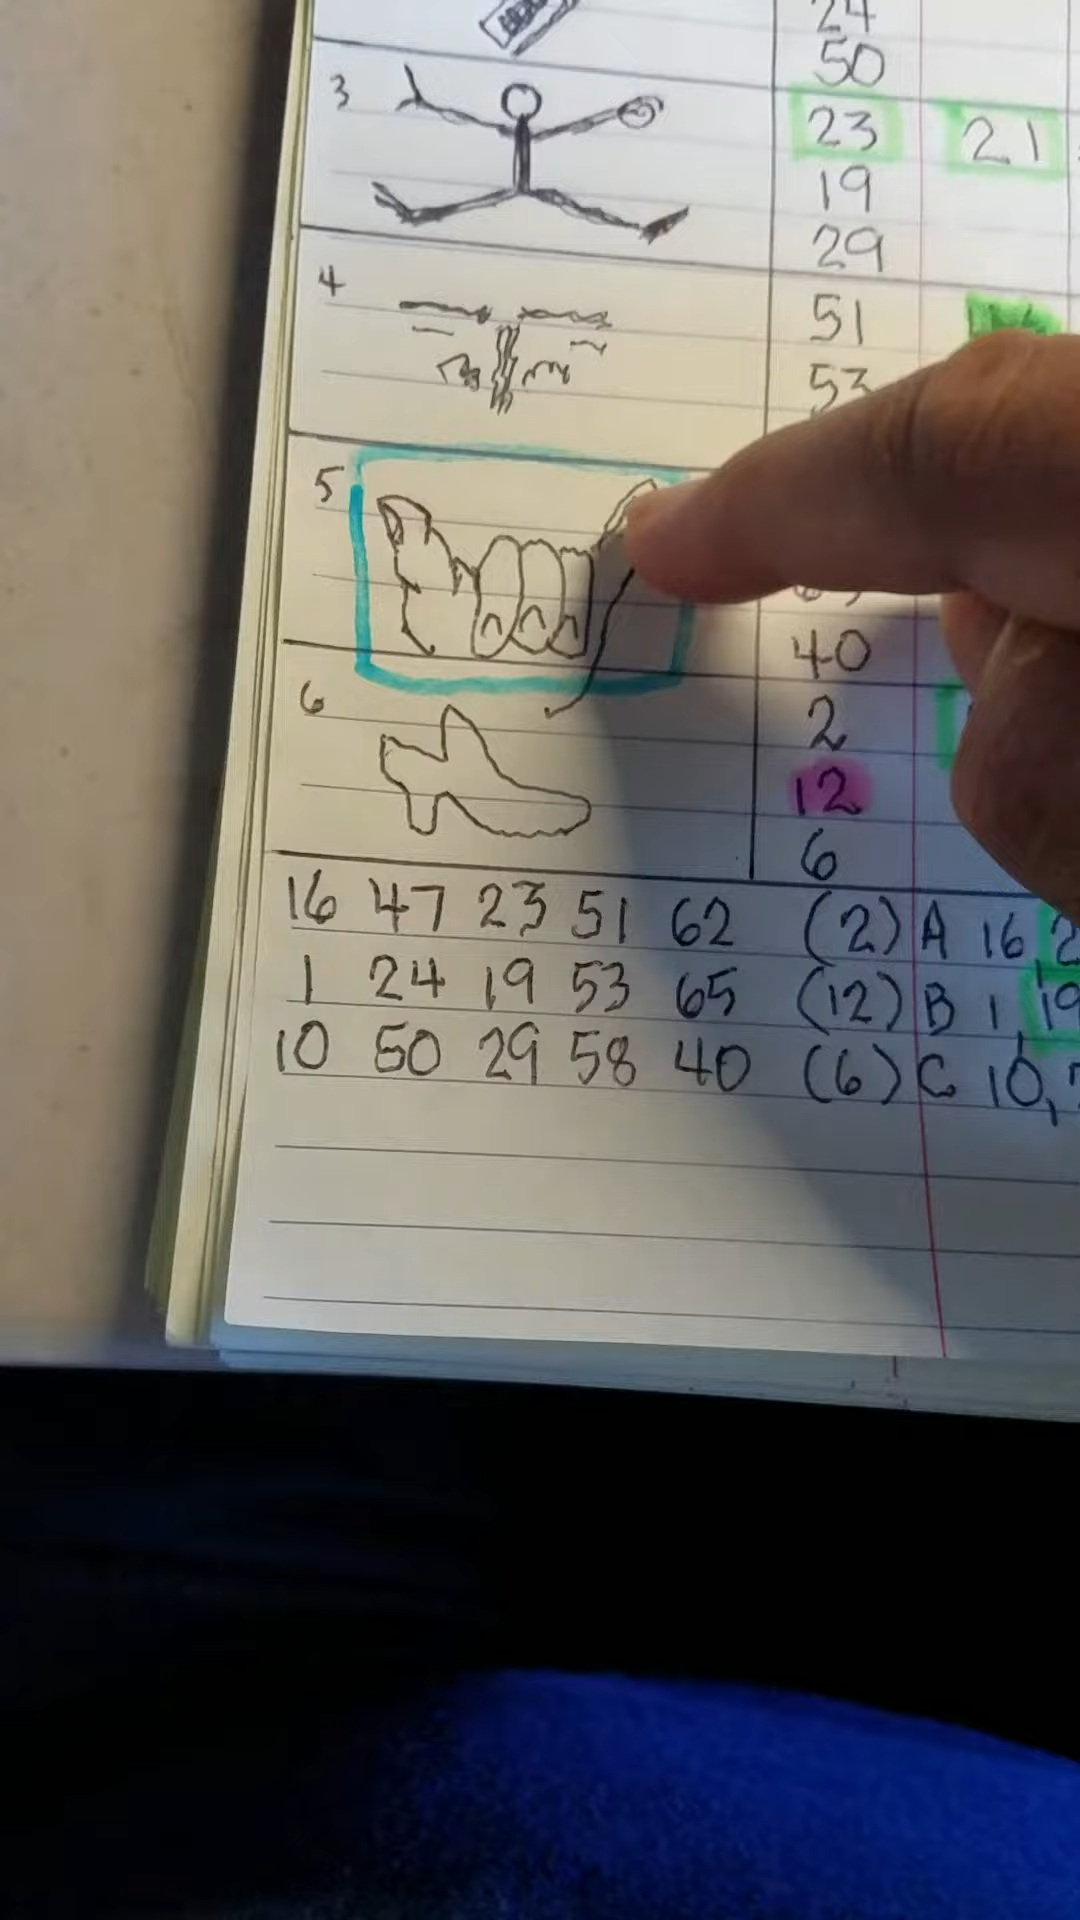 24
50
3 23 21
19
29
4 51
53
5
40
6 2
12
6
16 47 23 51 62 (2) A 16
1 24 19 53 65 (12) B 1, 19
10 50 29 58 40 (6) C 10,